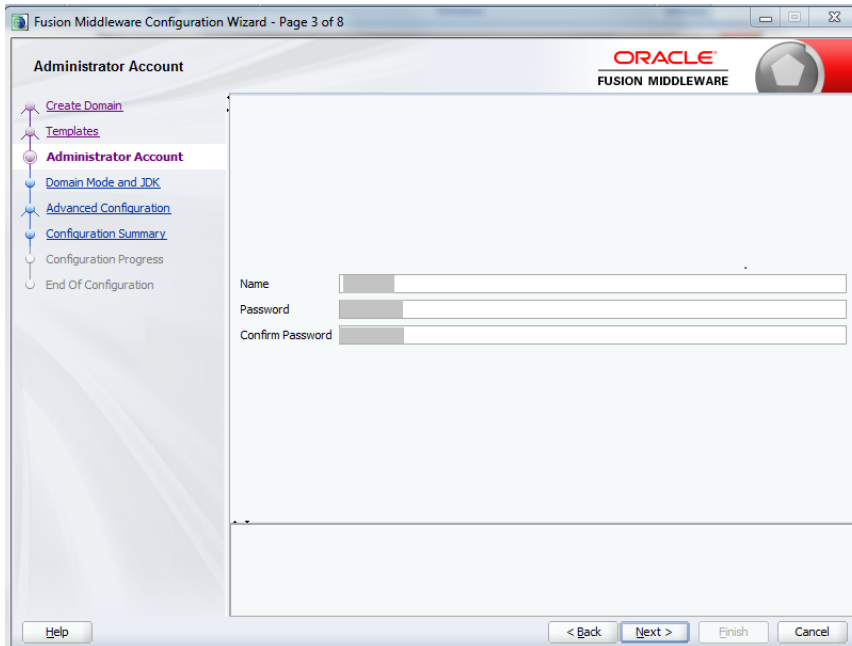 Fusion Middleware Configuration Wizard - Page 3 of 8
Administrator Account
ORACLE
FUSION MIDDLEWARE
Create Domain
Templates
Administrator Account
Domain Mode and JDK
Advanced Configuration
Configuration Summary
Configuration Progress
End Of Configuration
Name
Password
Confirm Password
Help
< Back
Next >
Finish
Cancel